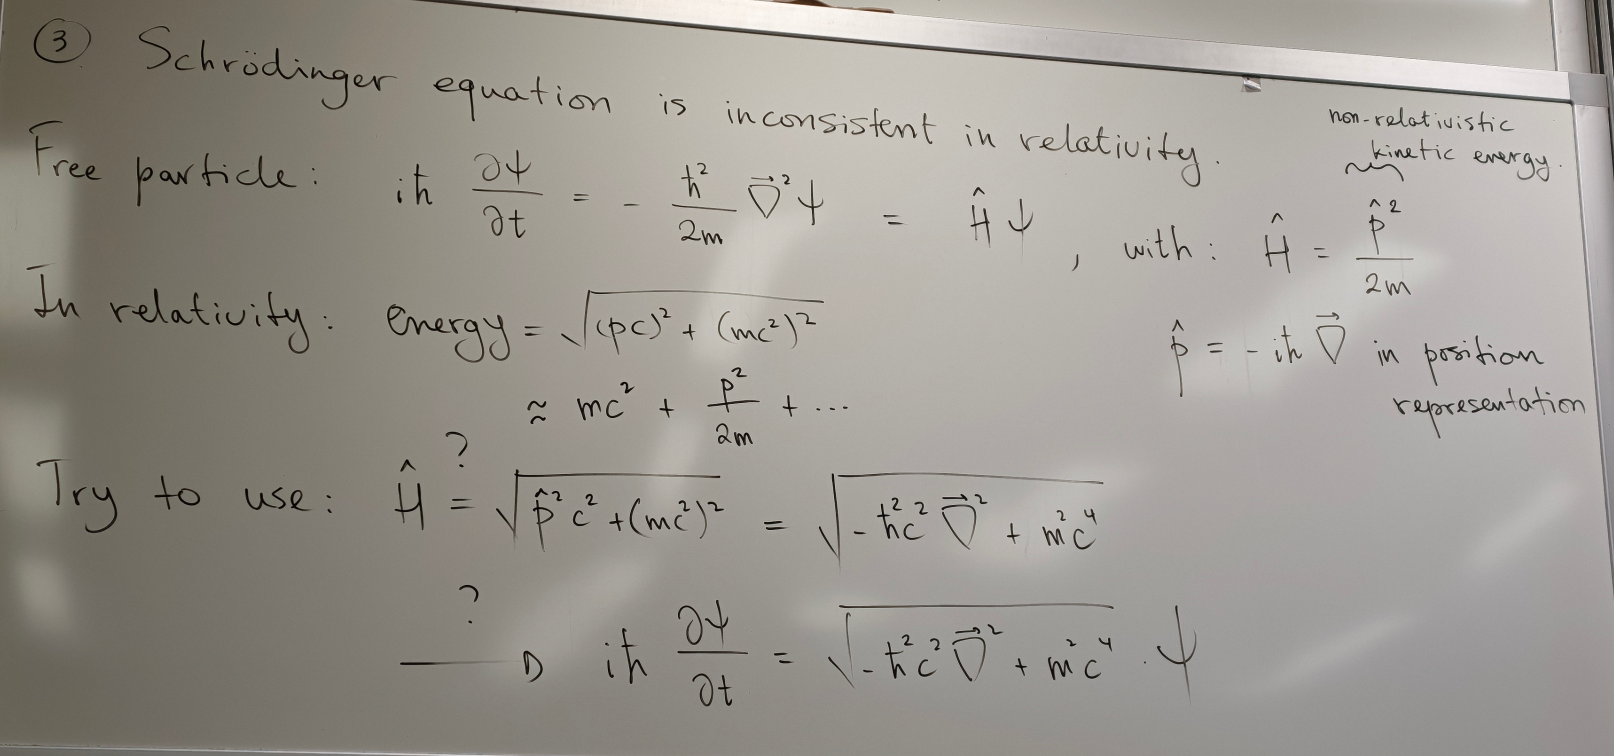 ③ Schrödinger equation is inconsistent in relativity.
non-relativistic
kinetic energy.
Free particle: iħ ∂ψ/∂t = - ħ²/2m ∇⃗²ψ = Ĥψ, with: Ĥ = p̂²/2m
In relativity: energy = √((pc)² + (mc²)²)
p̂ = -iħ∇⃗ in position
representation
≈ mc² + p²/2m + ...
Try to use: Ĥ ?= √(p̂²c² + (mc²)²) = √(-ħ²c²∇⃗² + m²c⁴)
?→ iħ ∂ψ/∂t = √(-ħ²c²∇⃗² + m²c⁴) · ψ